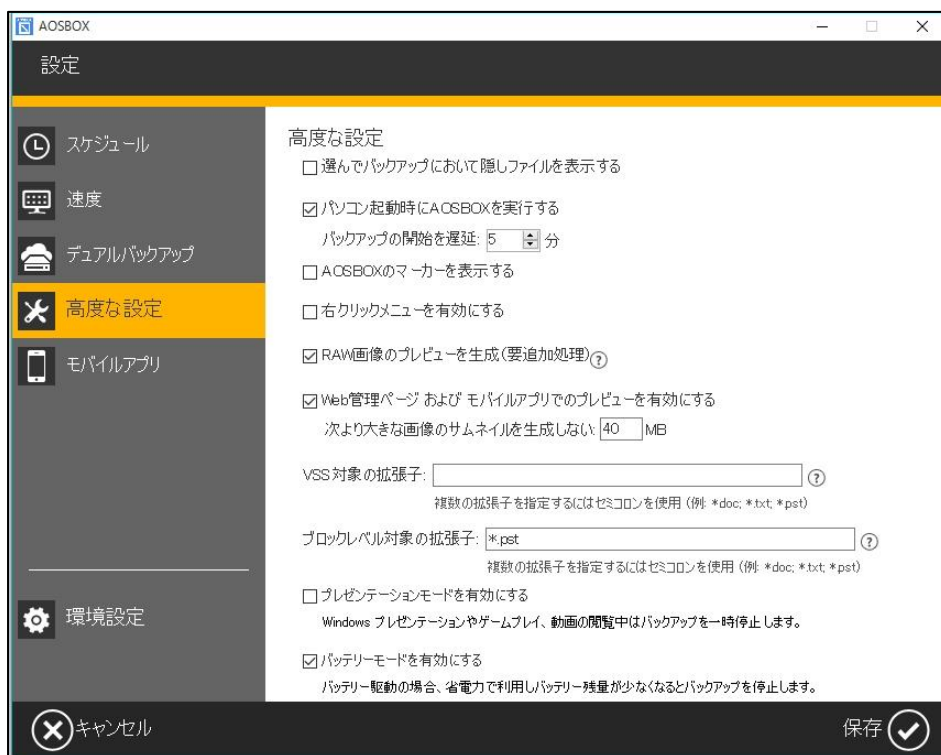 AOSBOX
設定
スケジュール
速度
デュアルバックアップ
高度な設定
モバイルアプリ
環境設定
高度な設定
選んでバックアップにおいて隠しファイルを表示する
パソコン起動時にAOSBOXを実行する
バックアップの開始を遅延: 5 分
AOSBOXのマーカーを表示する
右クリックメニューを有効にする
RAW画像のプレビューを生成(要追加処理) ?
Web管理ページ および モバイルアプリでのプレビューを有効にする
次より大きな画像のサムネイルを生成しない: 40 MB
VSS対象の拡張子: ?
複数の拡張子を指定するにはセミコロンを使用 (例: *doc; *.txt; *.pst)
ブロックレベル対象の拡張子: *.pst ?
複数の拡張子を指定するにはセミコロンを使用 (例: *doc; *.txt; *.pst)
プレゼンテーションモードを有効にする
Windows プレゼンテーションやゲームプレイ、動画の閲覧中はバックアップを一時停止します。
バッテリーモードを有効にする
バッテリー駆動の場合、省電力で利用しバッテリー残量が少なくなるとバックアップを停止します。
キャンセル
保存